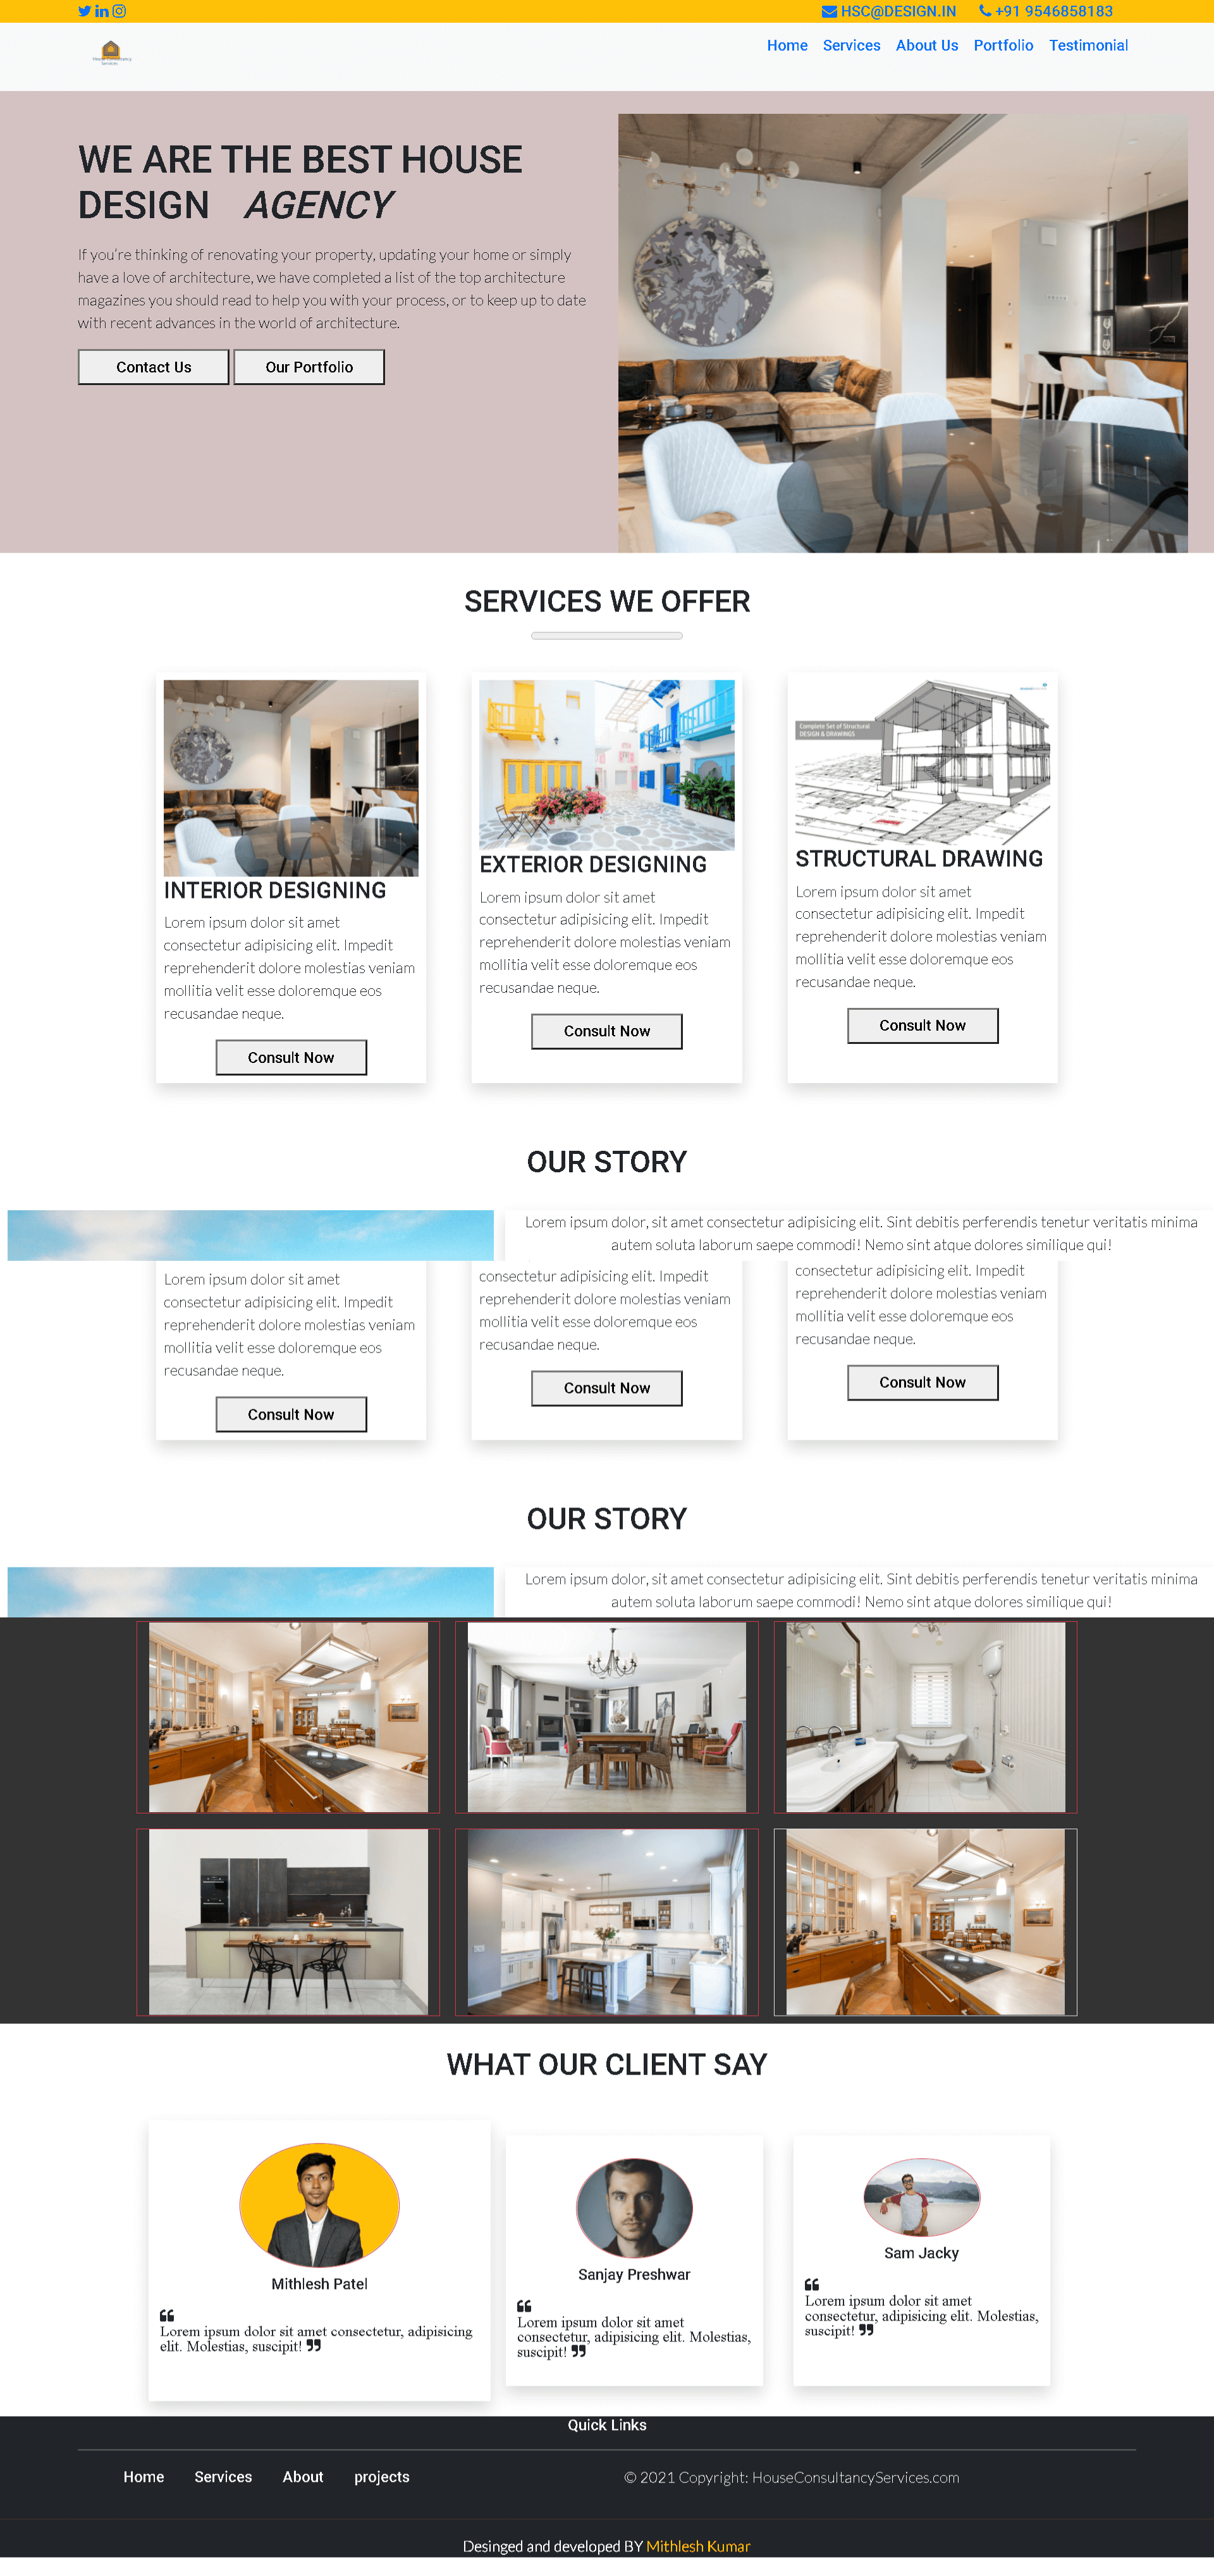 HSC@DESIGN.IN +91 9546858183
House Consultancy
Services
Home Services About Us Portfolio Testimonial
WE ARE THE BEST HOUSE
DESIGN AGENCY
If you're thinking of renovating your property, updating your home or simply
have a love of architecture, we have completed a list of the top architecture
magazines you should read to help you with your process, or to keep up to date
with recent advances in the world of architecture.
Contact Us Our Portfolio
SERVICES WE OFFER
INTERIOR DESIGNING
Lorem ipsum dolor sit amet
consectetur adipisicing elit. Impedit
reprehenderit dolore molestias veniam
mollitia velit esse doloremque eos
recusandae neque.
Consult Now
EXTERIOR DESIGNING
Lorem ipsum dolor sit amet
consectetur adipisicing elit. Impedit
reprehenderit dolore molestias veniam
mollitia velit esse doloremque eos
recusandae neque.
Consult Now
Complete Set of Structural
DESIGN & DRAWINGS
STRUCTURAL DRAWING
Lorem ipsum dolor sit amet
consectetur adipisicing elit. Impedit
reprehenderit dolore molestias veniam
mollitia velit esse doloremque eos
recusandae neque.
Consult Now
OUR STORY
Lorem ipsum dolor, sit amet consectetur adipisicing elit. Sint debitis perferendis tenetur veritatis minima
autem soluta laborum saepe commodi! Nemo sint atque dolores similique qui!
Lorem ipsum dolor sit amet
consectetur adipisicing elit. Impedit
reprehenderit dolore molestias veniam
mollitia velit esse doloremque eos
recusandae neque.
Consult Now
consectetur adipisicing elit. Impedit
reprehenderit dolore molestias veniam
mollitia velit esse doloremque eos
recusandae neque.
Consult Now
consectetur adipisicing elit. Impedit
reprehenderit dolore molestias veniam
mollitia velit esse doloremque eos
recusandae neque.
Consult Now
OUR STORY
Lorem ipsum dolor, sit amet consectetur adipisicing elit. Sint debitis perferendis tenetur veritatis minima
autem soluta laborum saepe commodi! Nemo sint atque dolores similique qui!
WHAT OUR CLIENT SAY
Mithlesh Patel
Lorem ipsum dolor sit amet consectetur, adipisicing
elit. Molestias, suscipit!
Sanjay Preshwar
Lorem ipsum dolor sit amet
consectetur, adipisicing elit. Molestias,
suscipit!
Sam Jacky
Lorem ipsum dolor sit amet
consectetur, adipisicing elit. Molestias,
suscipit!
Quick Links
Home Services About projects
© 2021 Copyright: HouseConsultancyServices.com
Desinged and developed BY Mithlesh Kumar